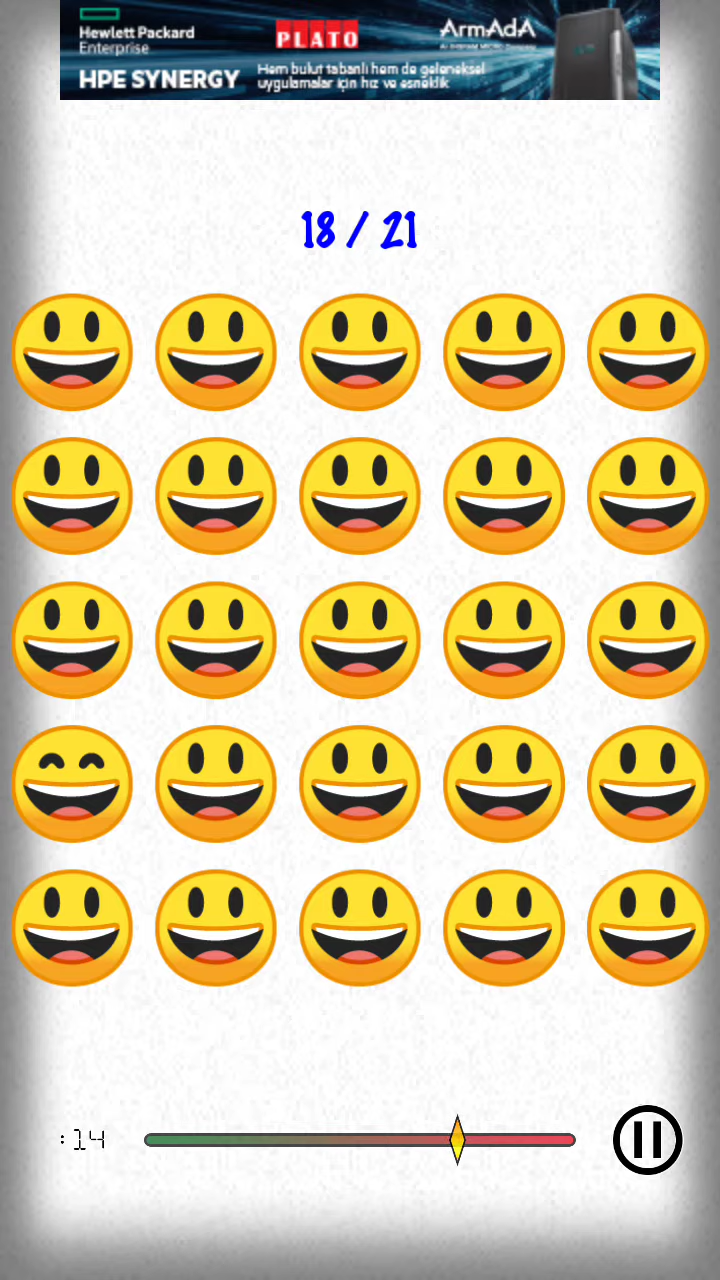 Hewlett Packard
Enterprise
PLATO
ArmAdA
HPE SYNERGY
Hem bulut tabanlı hem de geleneksel
uygulamalar için hız ve esneklik
18 / 21
:14